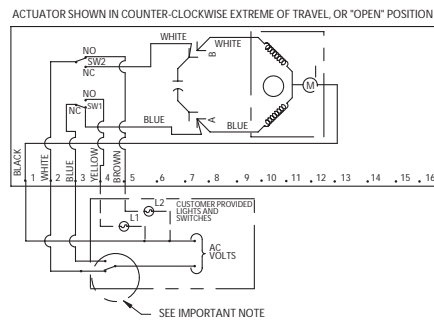 ACTUATOR SHOWN IN COUNTER-CLOCKWISE EXTREME OF TRAVEL, OR "OPEN" POSITION
WHITE
WHITE
NO
SW2
NC
B
NO
NC
SW1
M
A
BLUE
BLUE
BLACK
WHITE
BLUE
YELLOW
BROWN
1 2 3 4 5 6 7 8 9 10 11 12 13 14 15 16
L2
CUSTOMER PROVIDED
LIGHTS AND
SWITCHES
L1
AC
VOLTS
SEE IMPORTANT NOTE